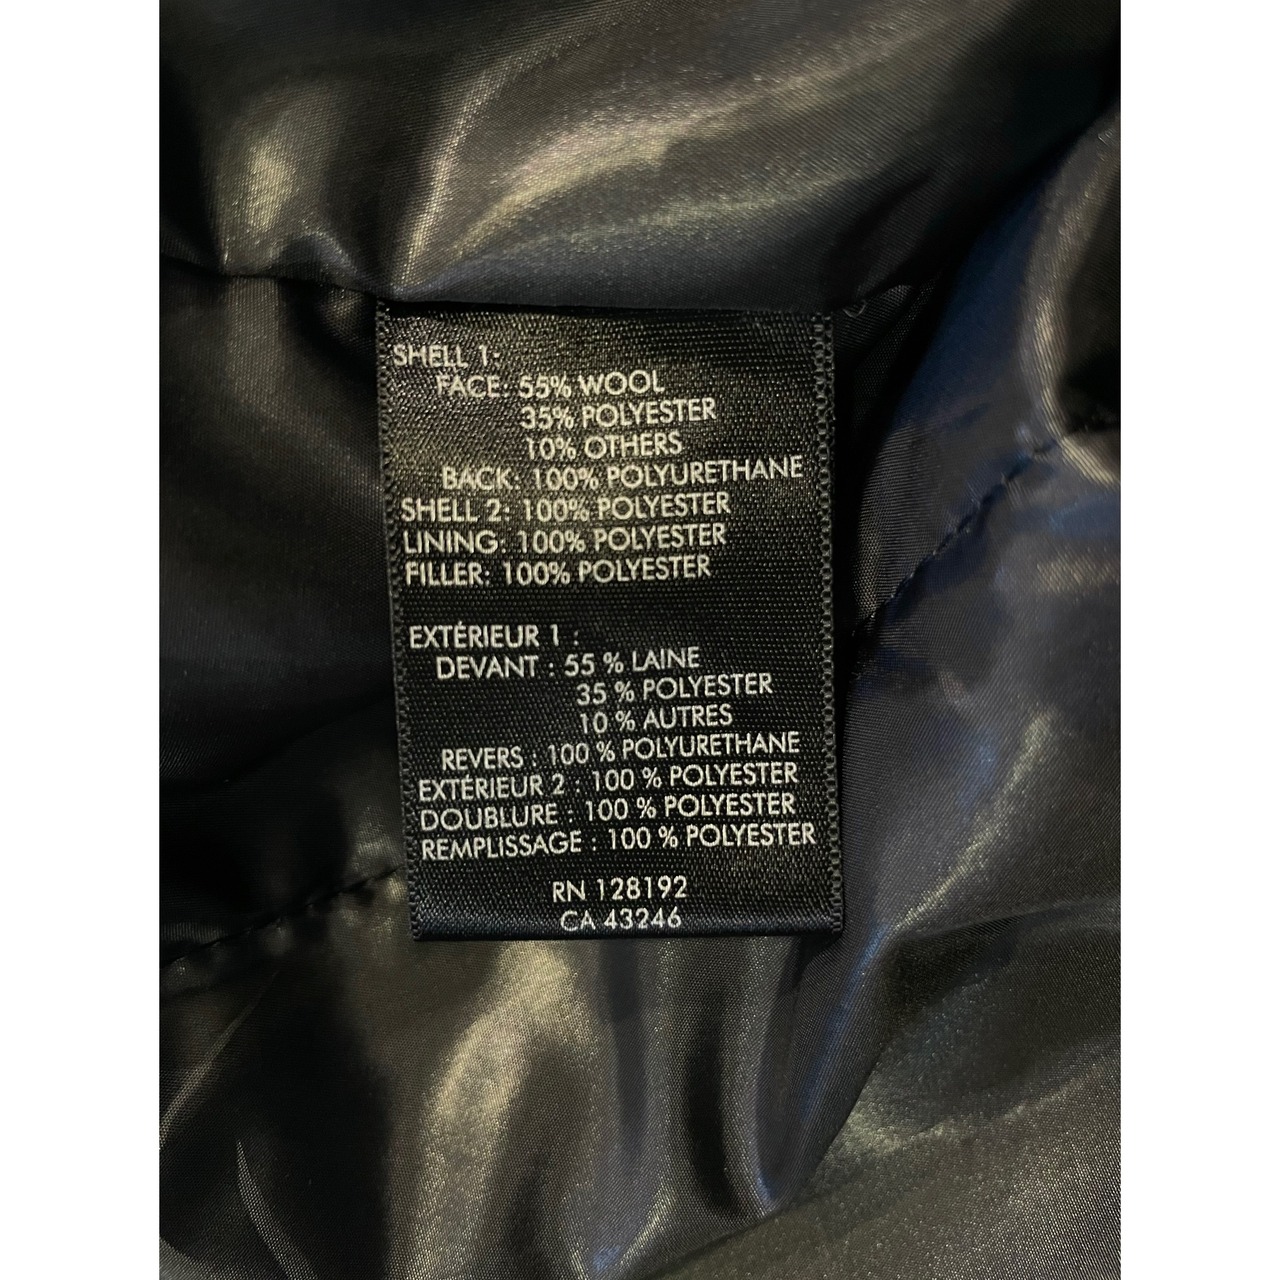 SHELL 1:
FACE: 55% WOOL
35% POLYESTER
10% OTHERS
BACK: 100% POLYURETHANE
SHELL 2: 100% POLYESTER
LINING: 100% POLYESTER
FILLER: 100% POLYESTER
EXTÉRIEUR 1 :
DEVANT : 55 % LAINE
35 % POLYESTER
10 % AUTRES
REVERS : 100 % POLYURETHANE
EXTÉRIEUR 2 : 100 % POLYESTER
DOUBLURE : 100 % POLYESTER
REMPLISSAGE : 100 % POLYESTER
RN 128192
CA 43246